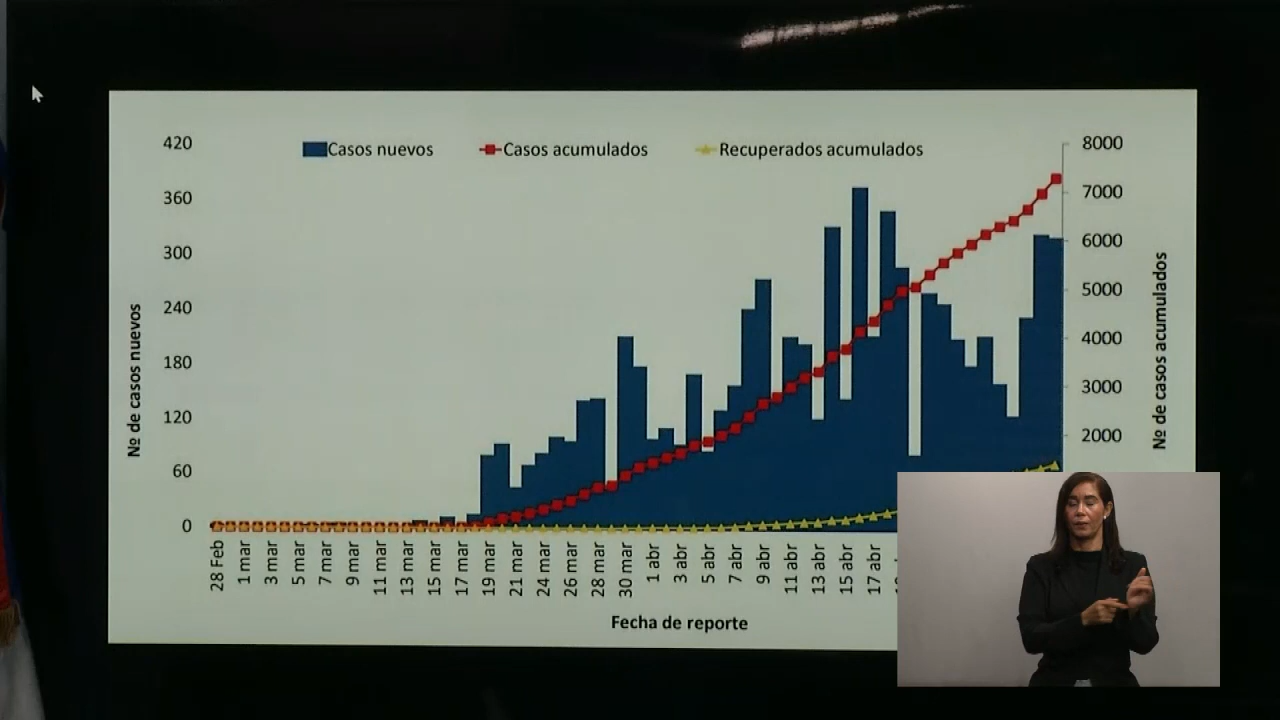 Casos nuevos
Casos acumulados
Recuperados acumulados
420
360
300
240
180
120
60
0
Nº de casos nuevos
8000
7000
6000
5000
4000
3000
2000
Nº de casos acumulados
28 Feb
1 mar
3 mar
5 mar
7 mar
9 mar
11 mar
13 mar
15 mar
17 mar
19 mar
21 mar
24 mar
26 mar
28 mar
30 mar
1 abr
3 abr
5 abr
7 abr
9 abr
11 abr
13 abr
15 abr
17 abr
Fecha de reporte